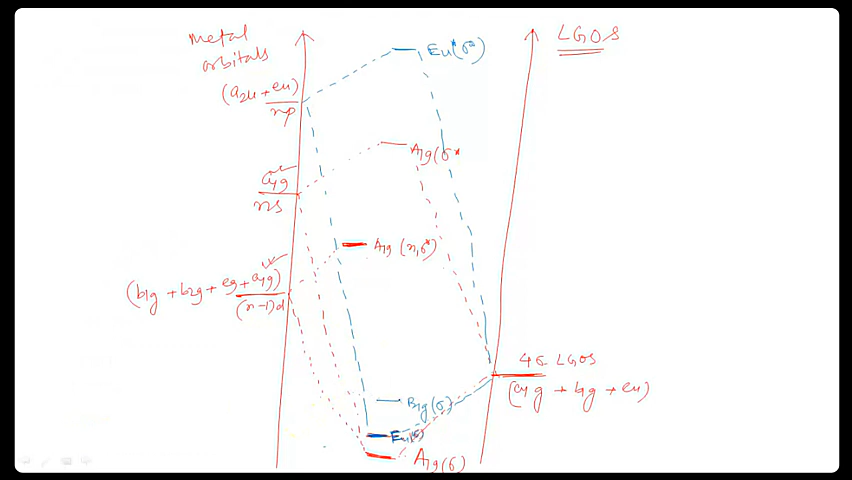 Metal
orbitals
LGOS
Eu*(σ*)
(a2u + eu)
np
A1g(σ*
a1g
ns
A1g (n,σ*)
(b1g + b2g + eg + a1g)
(n-1)d
4σ LGOS
(a1g + b1g + eu)
B1g(σ)
Eu(σ)
A1g(σ)